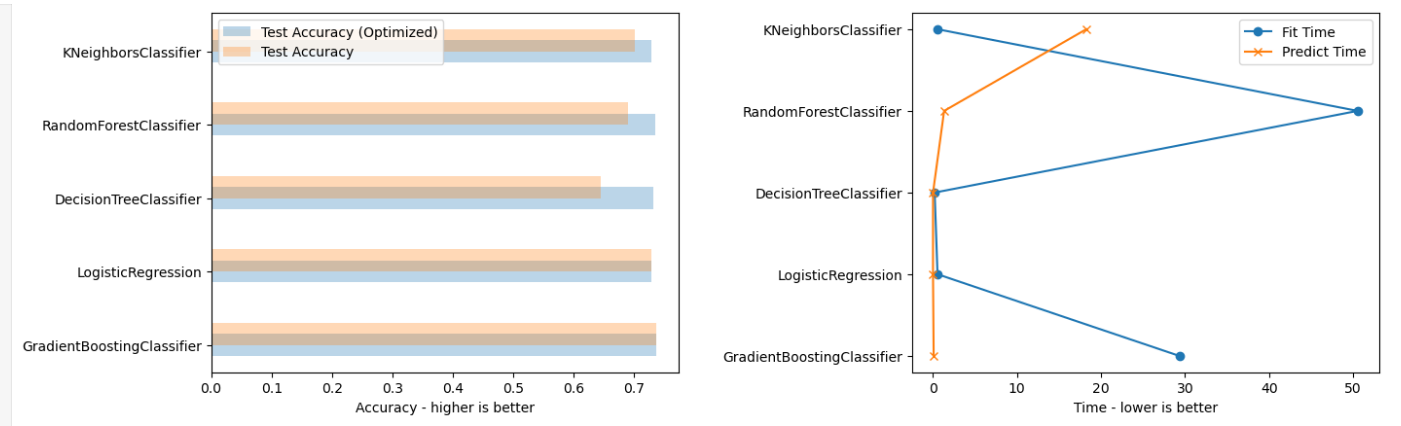 KNeighborsClassifier
RandomForestClassifier
DecisionTreeClassifier
LogisticRegression
GradientBoostingClassifier
Test Accuracy (Optimized)
Test Accuracy
0.0 0.1 0.2 0.3 0.4 0.5 0.6 0.7
Accuracy - higher is better
KNeighborsClassifier
RandomForestClassifier
DecisionTreeClassifier
LogisticRegression
GradientBoostingClassifier
Fit Time
Predict Time
0 10 20 30 40 50
Time - lower is better